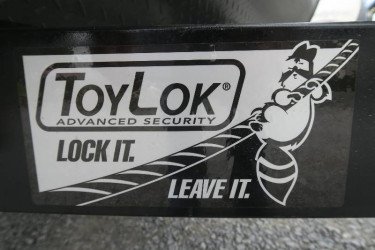 TOYLOK®
ADVANCED SECURITY
LOCK IT.
LEAVE IT.